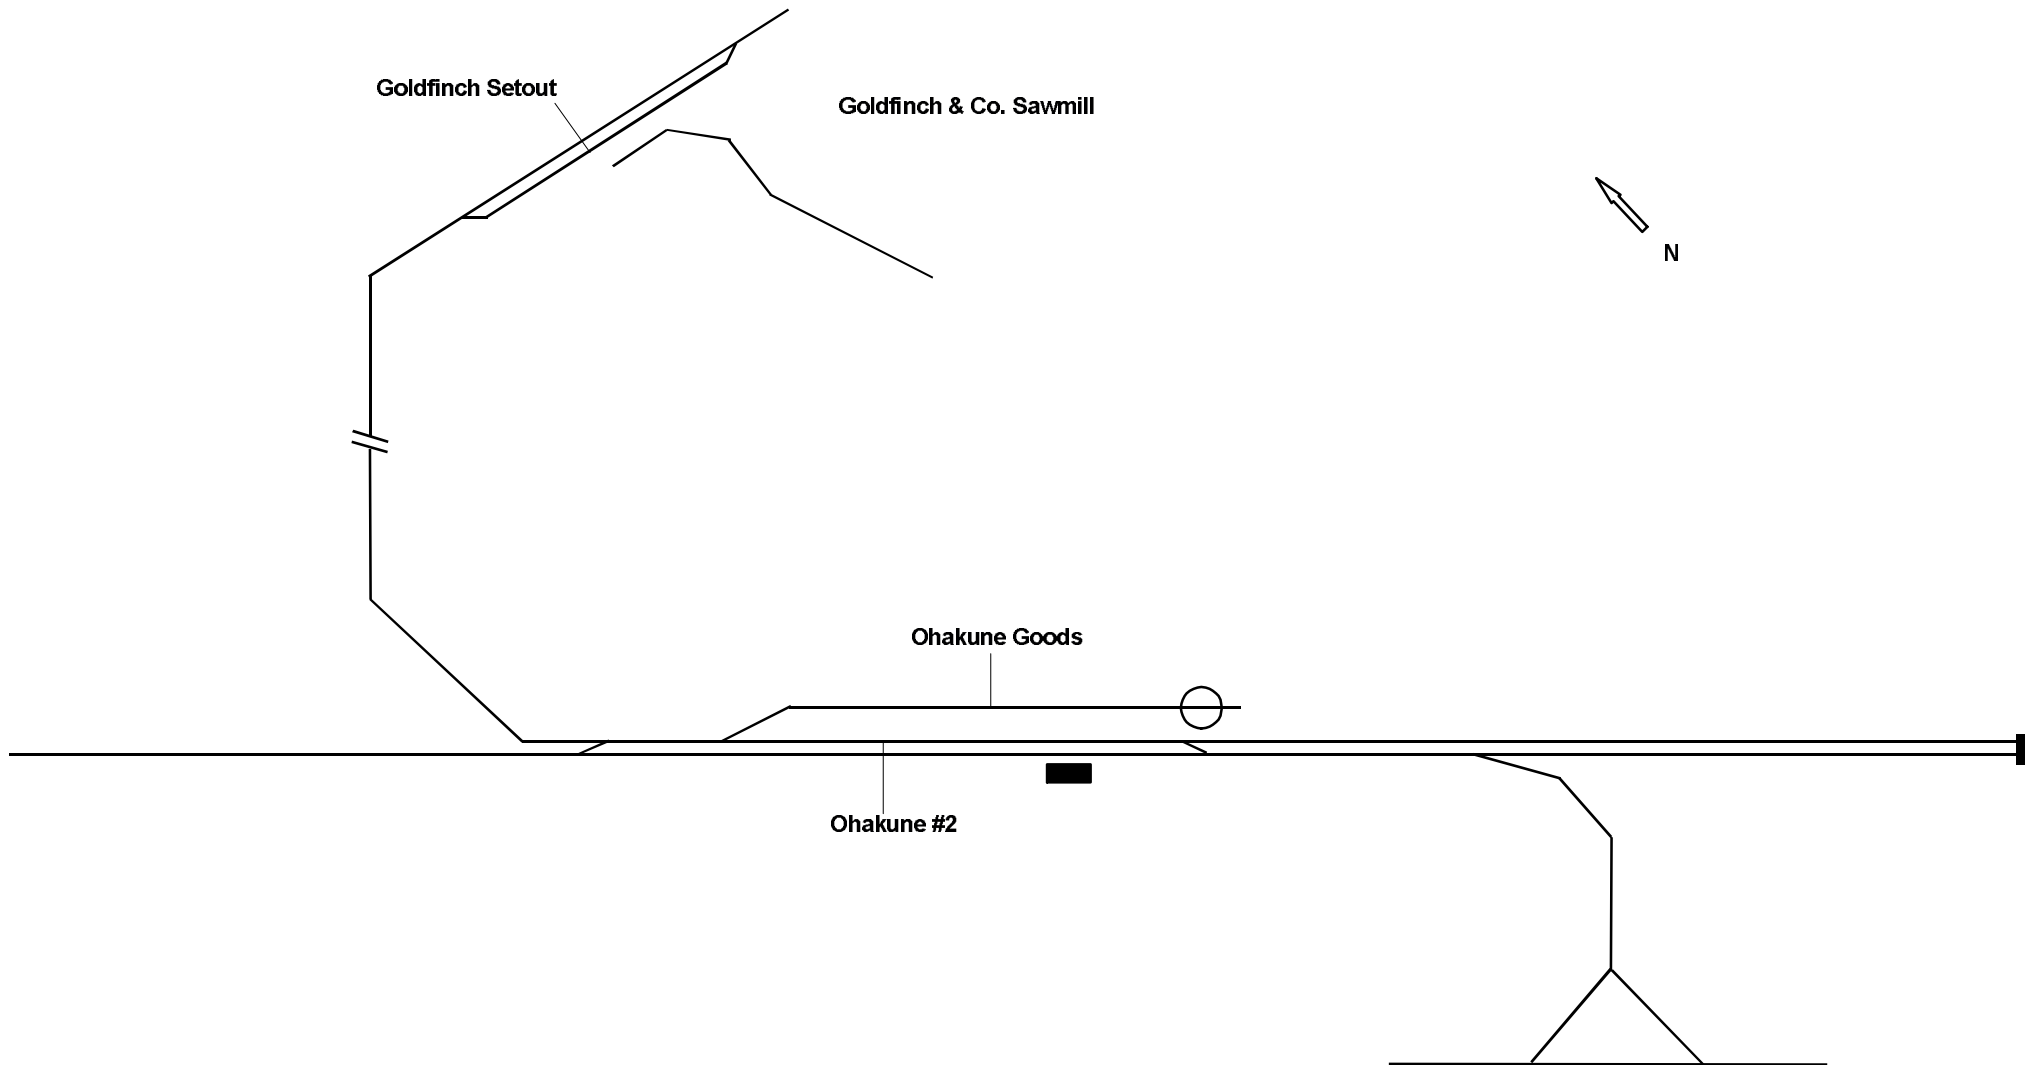 Goldfinch Setout
Goldfinch & Co. Sawmill
N
Ohakune Goods
Ohakune #2